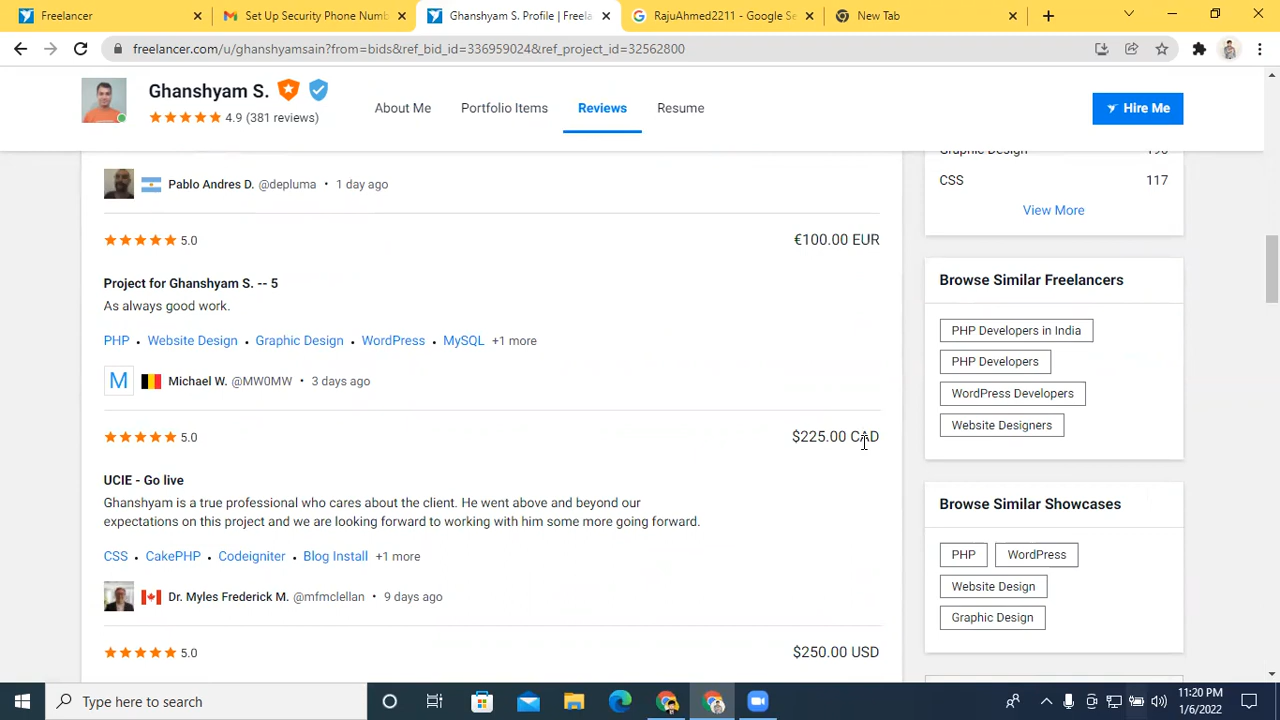 Freelancer
Set Up Security Phone Numb
Ghanshyam S. Profile | Freela
RajuAhmed2211 - Google Se
New Tab
freelancer.com/u/ghanshyamsain?from=bids&ref_bid_id=336959024&ref_project_id=32562800
Ghanshyam S.
4.9 (381 reviews)
About Me
Portfolio Items
Reviews
Resume
Hire Me
Pablo Andres D. @depluma • 1 day ago
5.0
€100.00 EUR
Project for Ghanshyam S. -- 5
As always good work.
PHP • Website Design • Graphic Design • WordPress • MySQL +1 more
M Michael W. @MW0MW • 3 days ago
5.0
$225.00 CAD
UCIE - Go live
Ghanshyam is a true professional who cares about the client. He went above and beyond our
expectations on this project and we are looking forward to working with him some more going forward.
CSS • CakePHP • Codeigniter • Blog Install +1 more
Dr. Myles Frederick M. @mfmclellan • 9 days ago
5.0
$250.00 USD
Graphic Design
CSS 117
View More
Browse Similar Freelancers
PHP Developers in India
PHP Developers
WordPress Developers
Website Designers
Browse Similar Showcases
PHP
WordPress
Website Design
Graphic Design
Type here to search
11:20 PM
1/6/2022